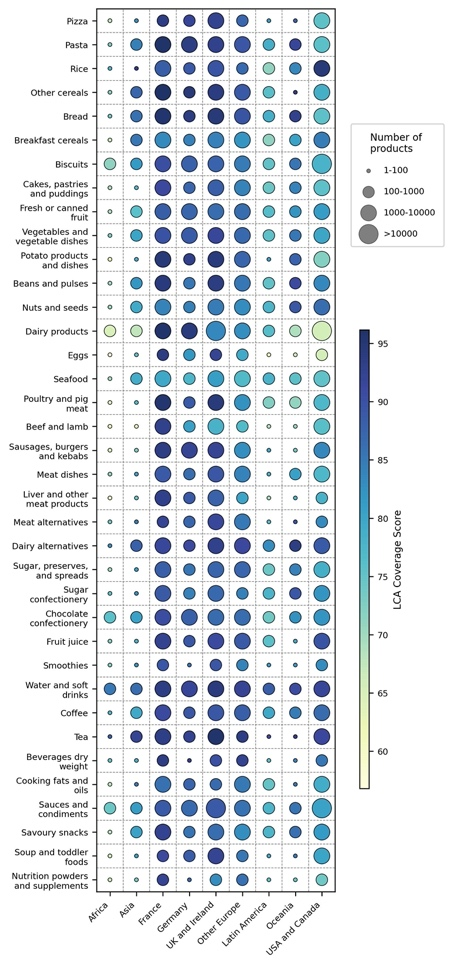 Pizza
Pasta
Rice
Other cereals
Bread
Breakfast cereals
Biscuits
Cakes, pastries
and puddings
Fresh or canned
fruit
Vegetables and
vegetable dishes
Potato products
and dishes
Beans and pulses
Nuts and seeds
Dairy products
Eggs
Seafood
Poultry and pig
meat
Beef and lamb
Sausages, burgers
and kebabs
Meat dishes
Liver and other
meat products
Meat alternatives
Dairy alternatives
Sugar, preserves,
and spreads
Sugar
confectionery
Chocolate
confectionery
Fruit juice
Smoothies
Water and soft
drinks
Coffee
Tea
Beverages dry
weight
Cooking fats and
oils
Sauces and
condiments
Savoury snacks
Soup and toddler
foods
Nutrition powders
and supplements
Africa
Asia
France
Germany
UK and Ireland
Other Europe
Latin America
Oceania
USA and Canada
Number of
products
1-100
100-1000
1000-10000
>10000
95
90
85
80
75
70
65
60
LCA Coverage Score